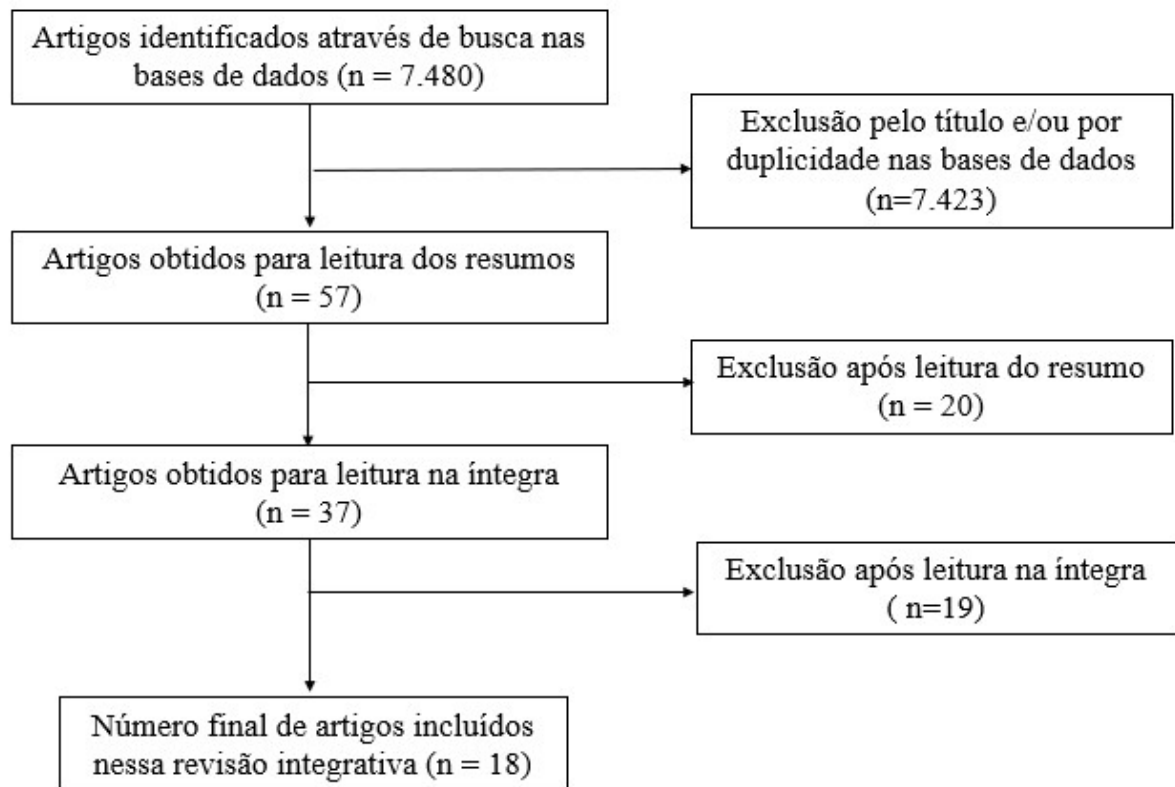 Artigos identificados através de busca nas
bases de dados (n = 7.480)
Exclusão pelo título e/ou por
duplicidade nas bases de dados
(n=7.423)
Artigos obtidos para leitura dos resumos
(n = 57)
Exclusão após leitura do resumo
(n = 20)
Artigos obtidos para leitura na íntegra
(n = 37)
Exclusão após leitura na íntegra
( n=19)
Número final de artigos incluídos
nessa revisão integrativa (n = 18)